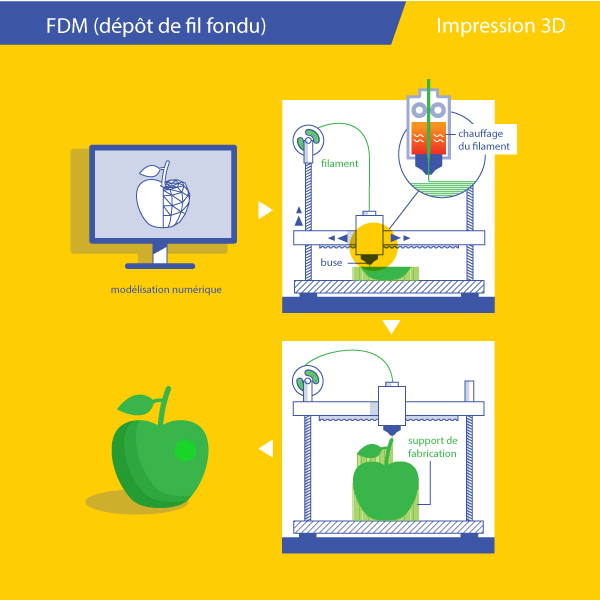 FDM (dépôt de fil fondu)
Impression 3D
chauffage
du filament
filament
buse
modélisation numérique
support de
fabrication